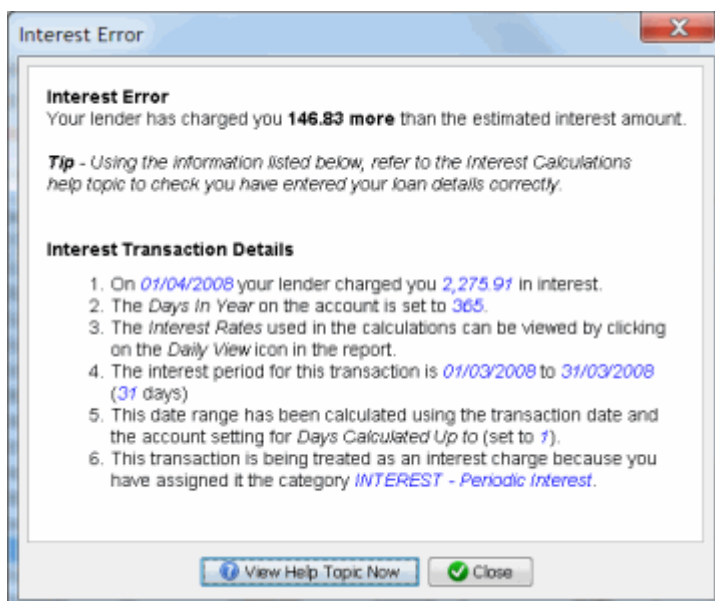 Interest Error
Interest Error
Your lender has charged you 146.83 more than the estimated interest amount.
Tip - Using the information listed below, refer to the Interest Calculations
help topic to check you have entered your loan details correctly.
Interest Transaction Details
1. On 01/04/2008 your lender charged you 2,275.91 in interest.
2. The Days In Year on the account is set to 365.
3. The Interest Rates used in the calculations can be viewed by clicking
on the Daily View icon in the report.
4. The interest period for this transaction is 01/03/2008 to 31/03/2008
(31 days)
5. This date range has been calculated using the transaction date and
the account setting for Days Calculated Up to (set to 1).
6. This transaction is being treated as an interest charge because you
have assigned it the category INTEREST - Periodic Interest.
View Help Topic Now
Close